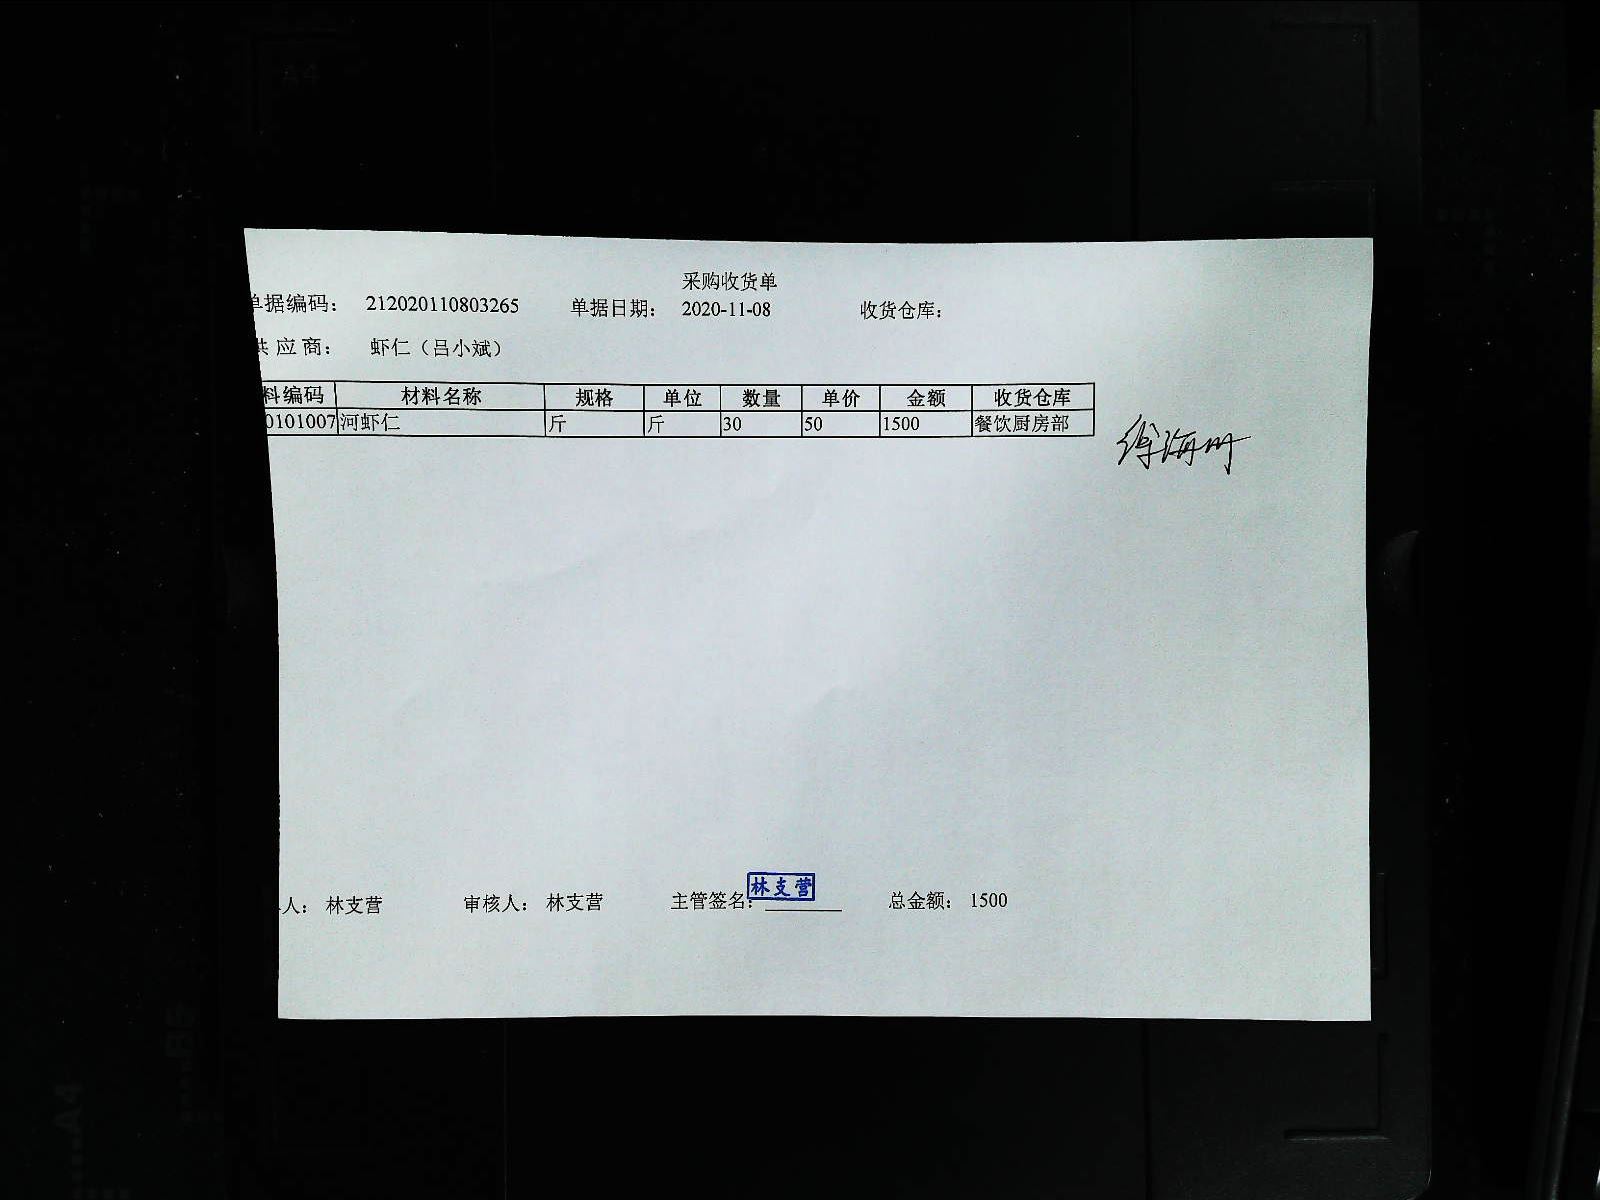 采购收货单
单据编码： 212020110803265 单据日期： 2020-11-08 收货仓库：
供应商： 虾仁（吕小斌）
料编码 材料名称 规格 单位 数量 单价 金额 收货仓库
0101007 河虾仁 斤 斤 30 50 1500 餐饮厨房部
人： 林支营 审核人： 林支营 主管签名： 林支营 总金额： 1500
A4
B5
A4